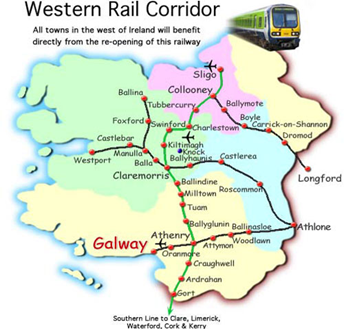 Western Rail Corridor
All towns in the west of Ireland will benefit
directly from the re-opening of this railway
Sligo
Collooney
Ballina
Tubbercurry
Ballymote
Boyle
Foxford
Swinford
Charlestown
Carrick-on-Shannon
Dromod
Castlebar
Kiltimagh
Manulla
Knock
Westport
Balla
Ballyhaunis
Castlerea
Longford
Claremorris
Ballindine
Roscommon
Milltown
Tuam
Ballyglunin
Athlone
Athenry
Ballinasloe
Galway
Attymon
Woodlawn
Oranmore
Craughwell
Ardrahan
Gort
Southern Line to Clare, Limerick,
Waterford, Cork & Kerry